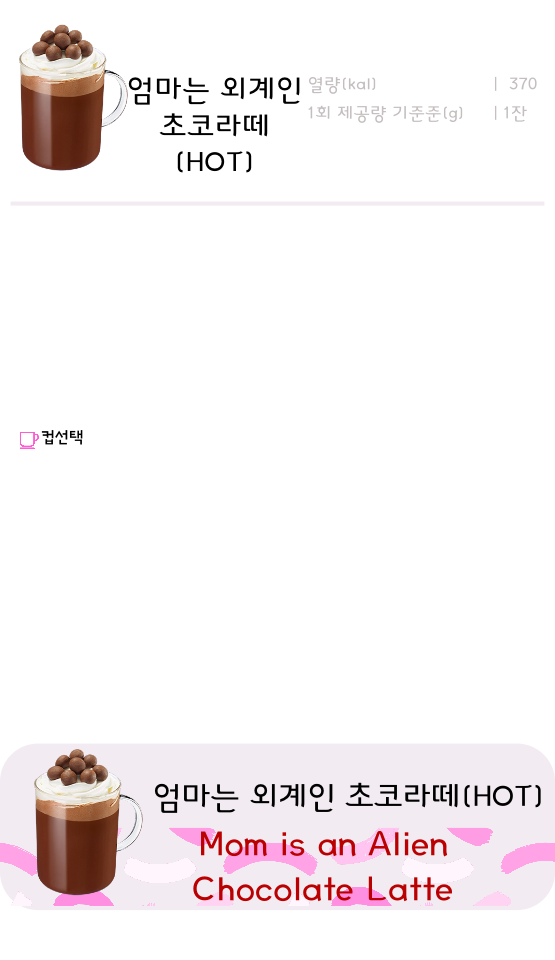 엄마는 외계인
초코라떼
(HOT)
열량(kal) | 370
1회 제공량 기준준(g) | 1잔
컵선택
엄마는 외계인 초코라떼(HOT)
Mom is an Alien
Chocolate Latte